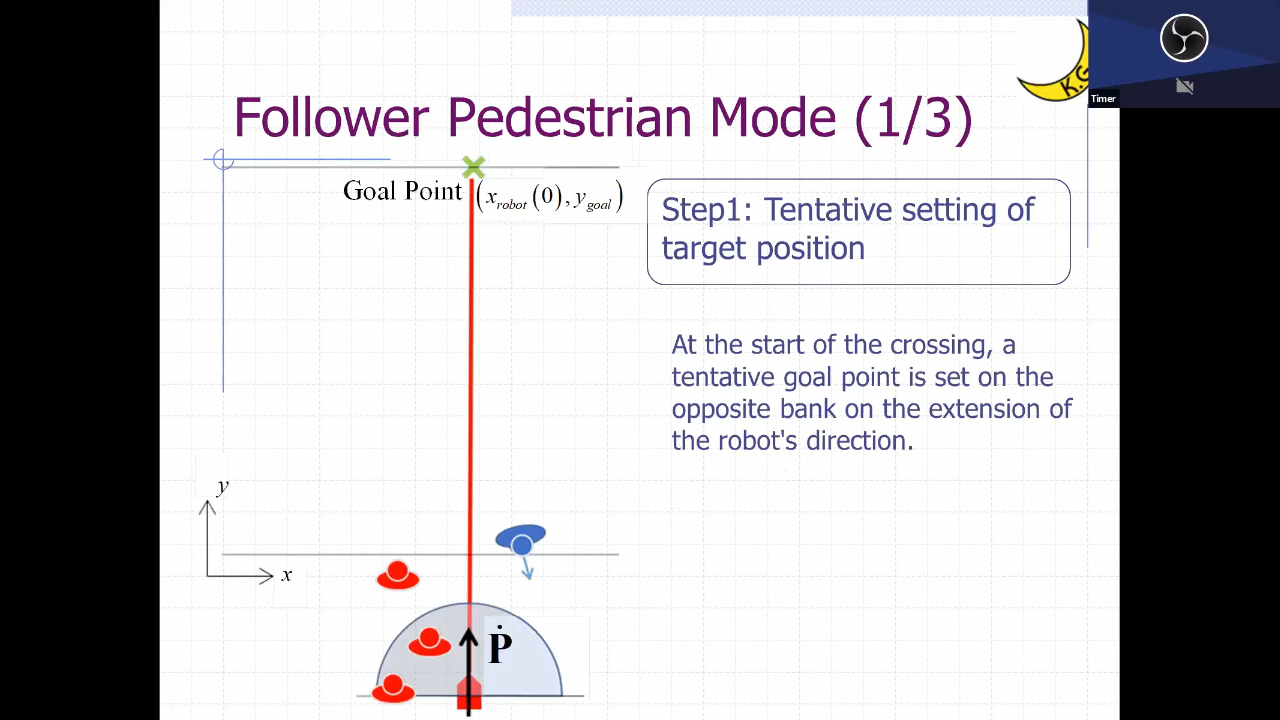 K.G
Timer
Follower Pedestrian Mode (1/3)
Goal Point (x_robot (0), y_goal)
Step1: Tentative setting of
target position
At the start of the crossing, a
tentative goal point is set on the
opposite bank on the extension of
the robot's direction.
y
x
Ṗ